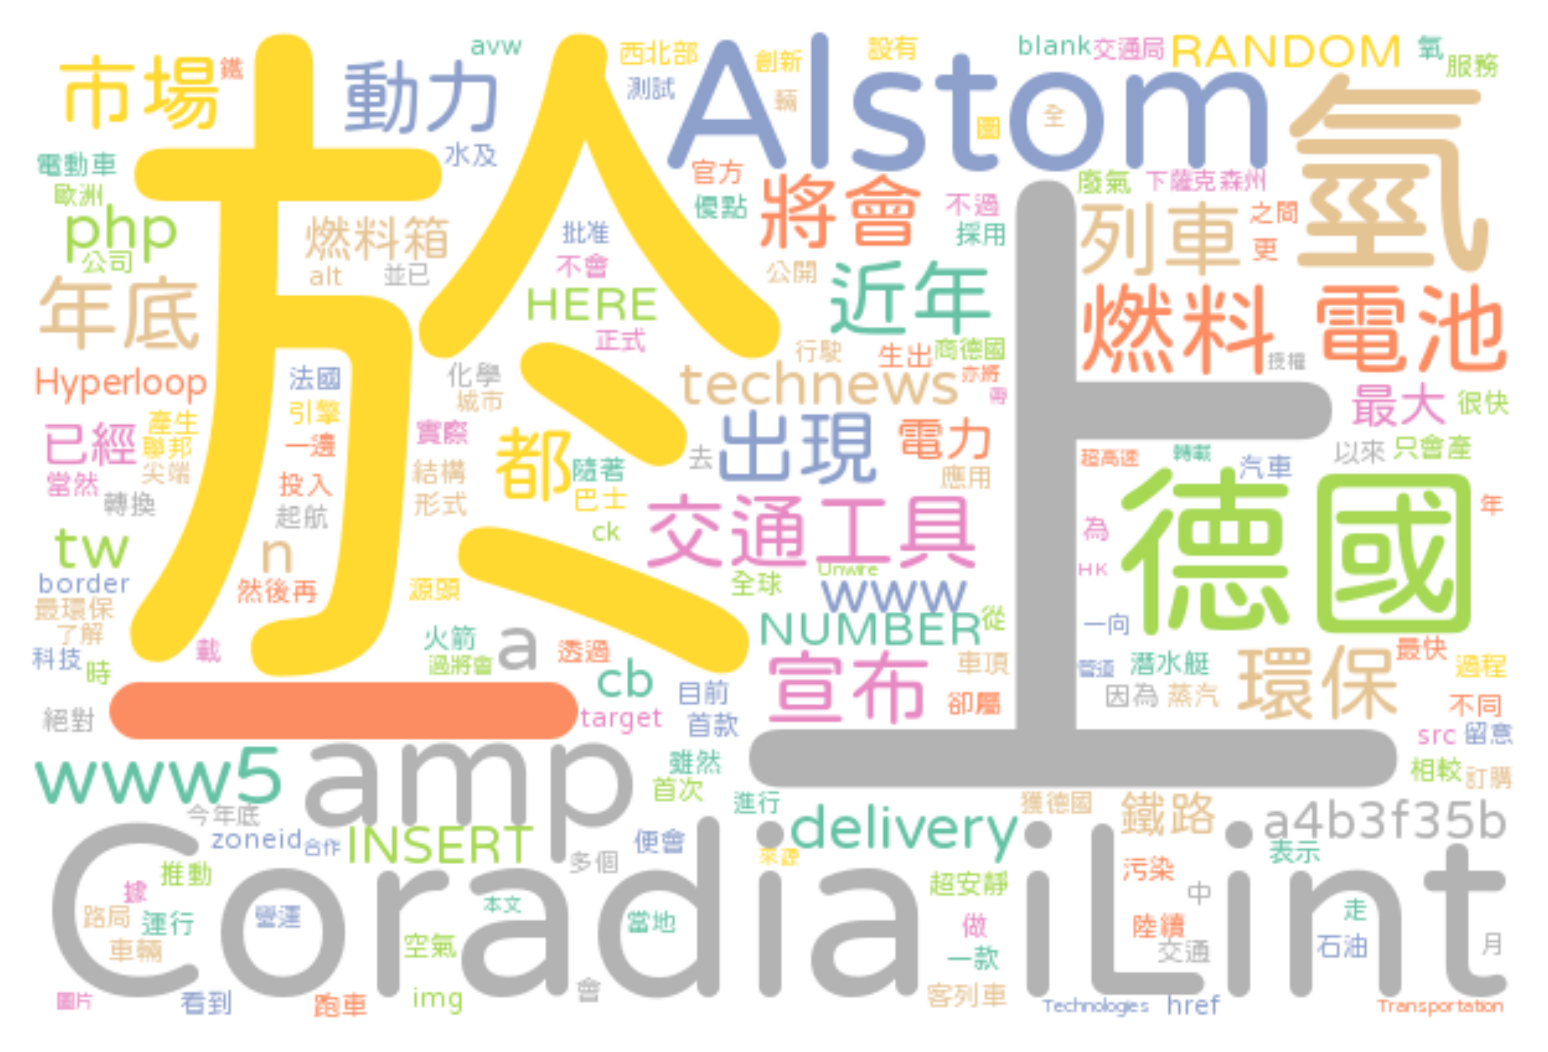 市場 鐵 動力 avw 西北部 創新 設有 blank 交通局 RANDOM 氧 服務
於 測試 輛 Alstom 圖 全 氫
電動車 水及 官方 將會 廢氣 下薩克森州
歐洲 優點 不過 列車 之間
php 燃料箱 批准 採用 更
公司 alt 並已 不會 公開 近年
年底 HERE 燃料 電池
正式 行駛 生出 商德國 授權
Hyperloop 法國 化學 technews 亦將 最大 很快
引擎 城市 上
已經 產生 一邊 實際 都 出現 電力 以來 只會產
聯邦 隨著 去 超高速 轉載 汽車
當然 尖端 投入 結構 巴士 應用 德國 年
轉換 起航 形式 交通工具 為
tw n ck Unwire HK
border 然後再 源頭 全球 www
最環保 NUMBER 從 一向
了解 火箭 a 透過 最快
科技 時 載 過將會 cb 目前 宣布 車頂 管道 潛水艇 環保 過程
絕對 一 target 首款 卻屬 因為 蒸汽 不同
www5 amp 雖然 src 留意
首次 相較 訂購
今年底 進行 delivery 獲德國 鐵路 a4b3f35b
zoneid 合作 INSERT 多個 便會 來源 表示
Coradia iLint
推動 超安靜 污染
據 路局 運行 營運 本文 當地 做 中 陸續 走
車輛 空氣 一款 交通 石油 月
圖片 看到 跑車 img 會 客列車 Technologies href Transportation